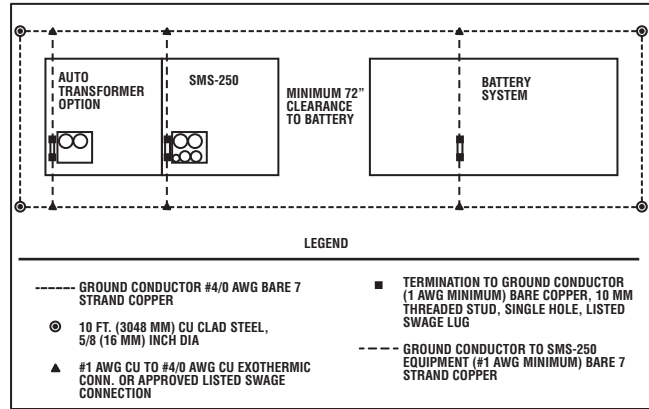 AUTO
TRANSFORMER
OPTION
SMS-250
MINIMUM 72"
CLEARANCE
TO BATTERY
BATTERY
SYSTEM
LEGEND
GROUND CONDUCTOR #4/0 AWG BARE 7
STRAND COPPER
10 FT. (3048 MM) CU CLAD STEEL,
5/8 (16 MM) INCH DIA
#1 AWG CU TO #4/0 AWG CU EXOTHERMIC
CONN. OR APPROVED LISTED SWAGE
CONNECTION
TERMINATION TO GROUND CONDUCTOR
(1 AWG MINIMUM) BARE COPPER, 10 MM
THREADED STUD, SINGLE HOLE, LISTED
SWAGE LUG
GROUND CONDUCTOR TO SMS-250
EQUIPMENT (#1 AWG MINIMUM) BARE 7
STRAND COPPER